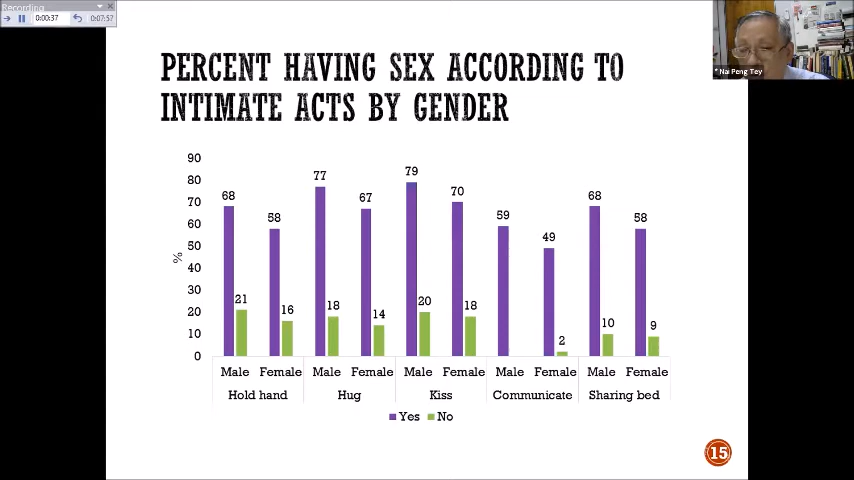 Recording
0:00:37
-0:07:57
* Nai Peng Tey
PERCENT HAVING SEX ACCORDING TO
INTIMATE ACTS BY GENDER
90
80
70
60
50
40
30
20
10
0
%
68 21 58 16 77 18 67 14 79 20 70 18 59 49 2 68 10 58 9
Male Female Male Female Male Female Male Female Male Female
Hold hand Hug Kiss Communicate Sharing bed
Yes No
15